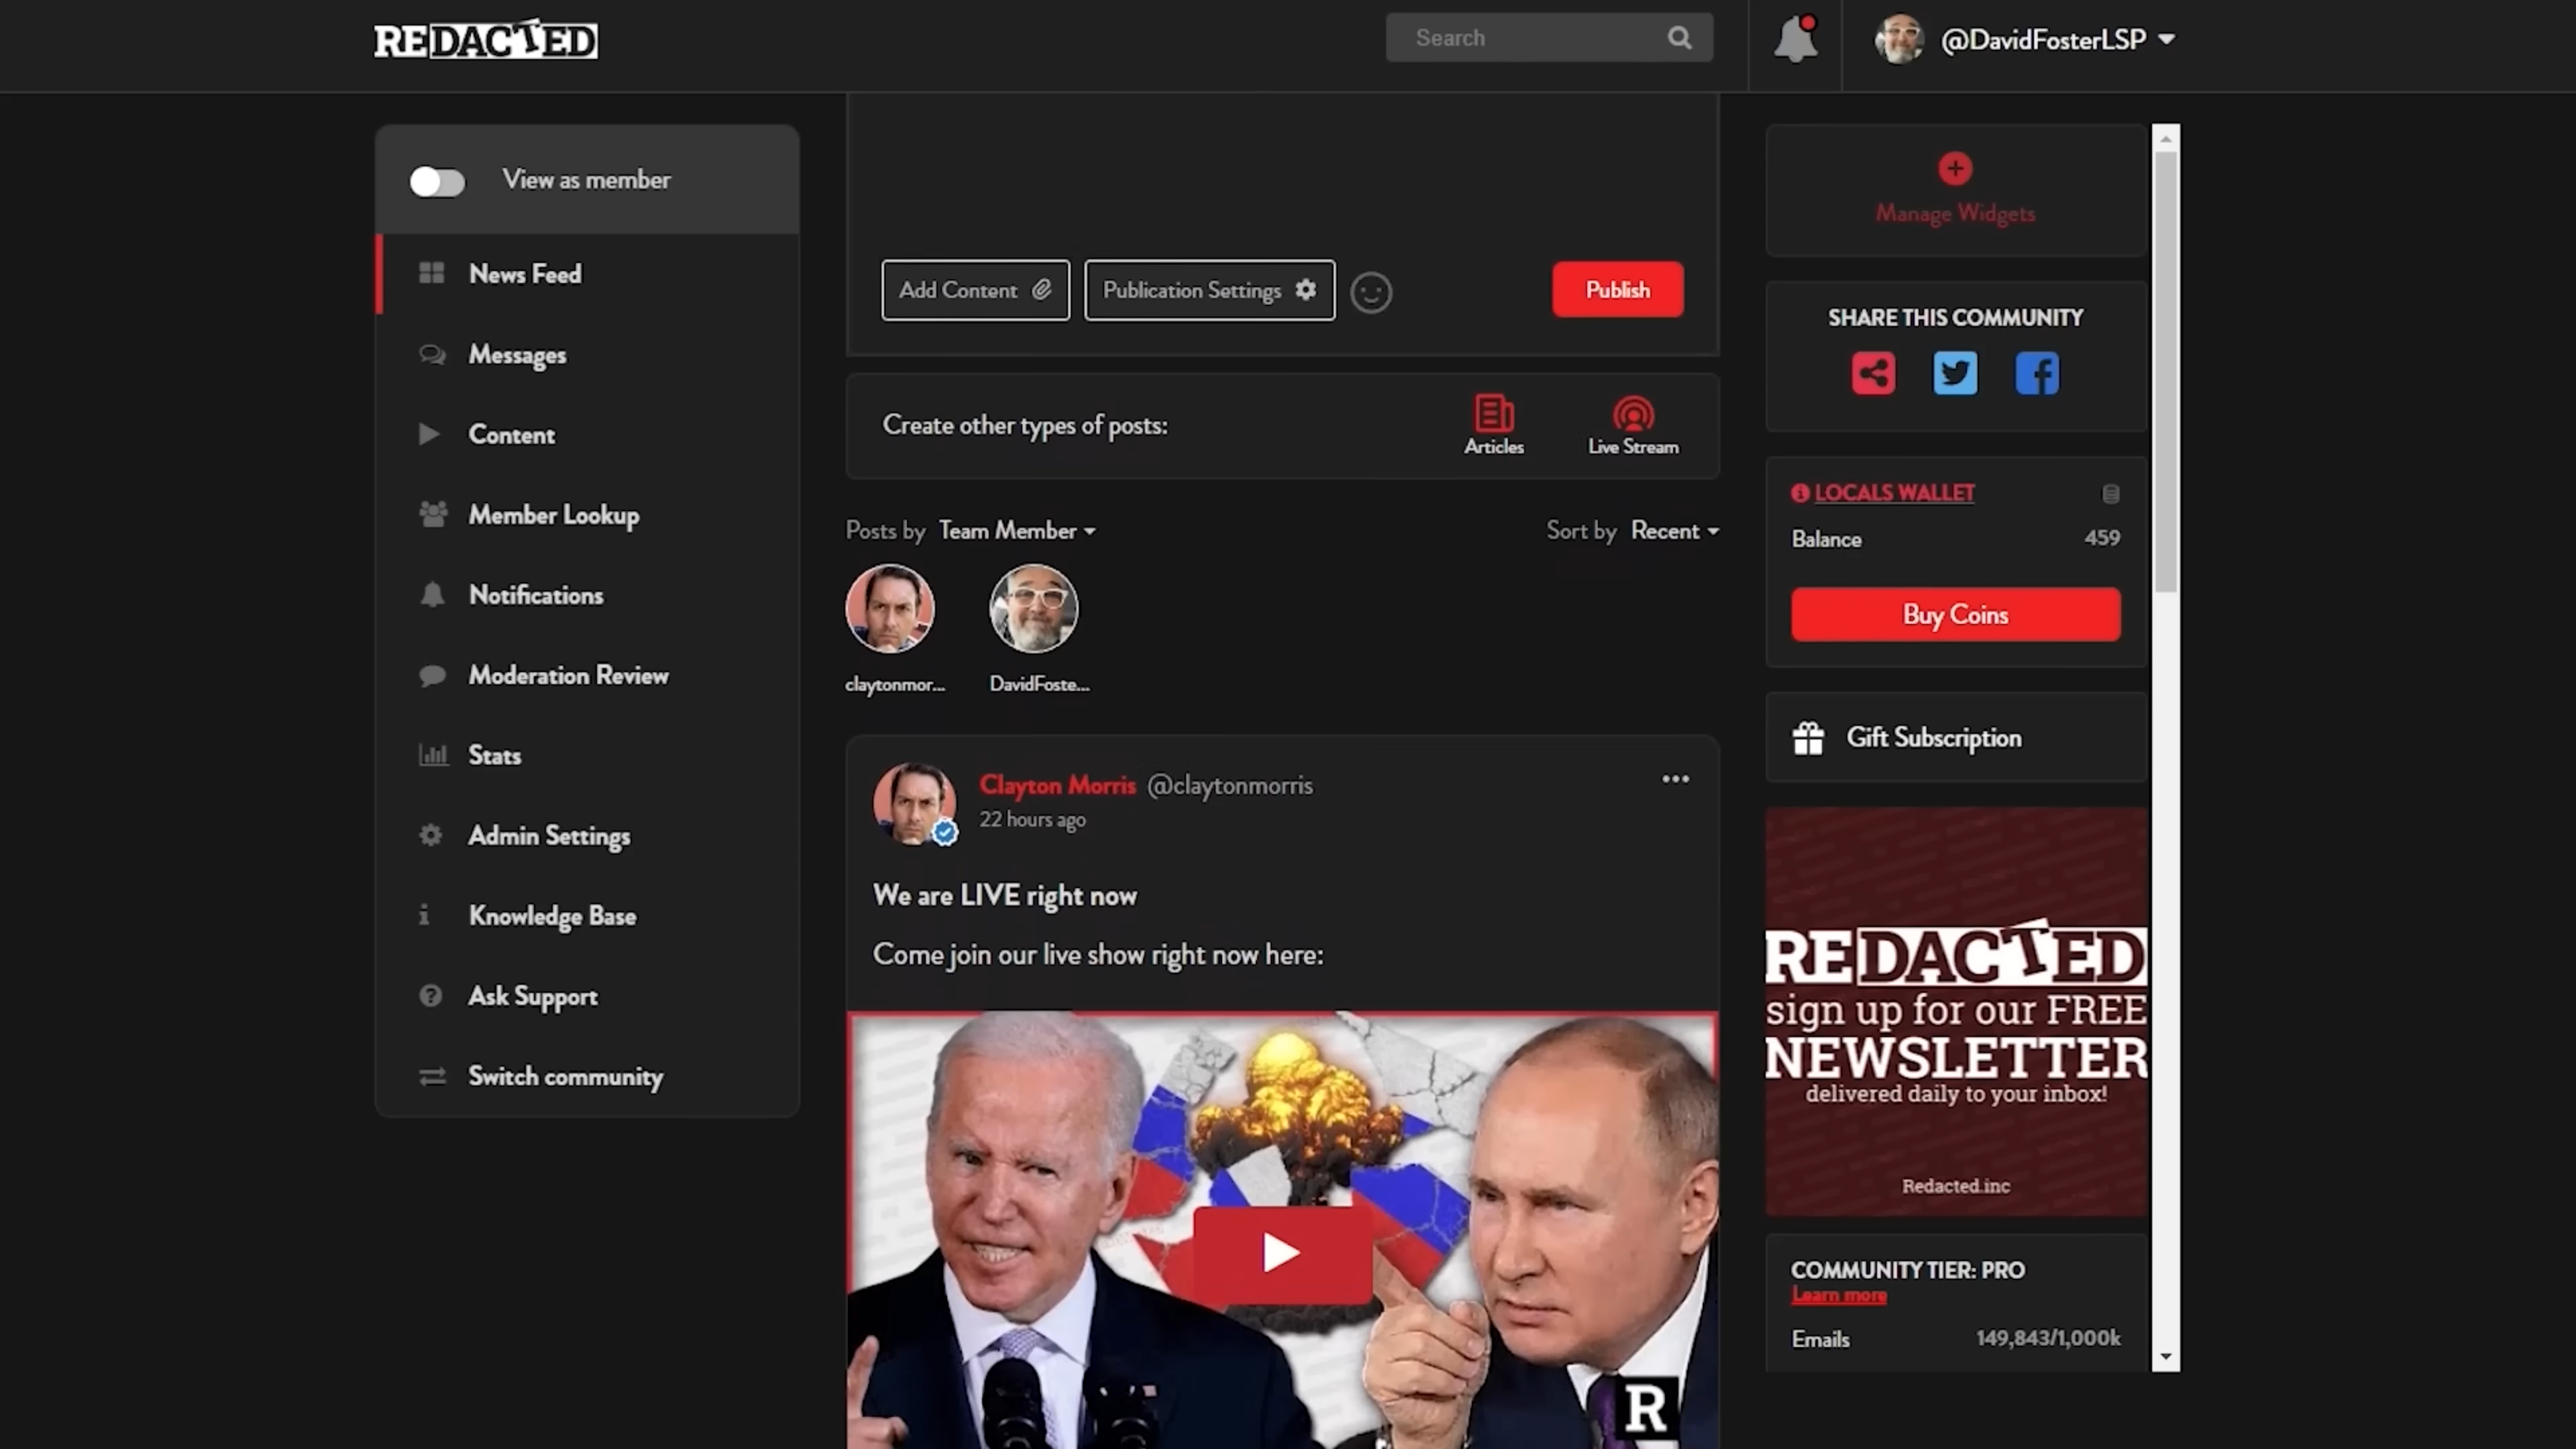 REDACTED
Search
@DavidFosterLSP
View as member
News Feed
Messages
Content
Member Lookup
Notifications
Moderation Review
Stats
Admin Settings
Knowledge Base
Ask Support
Switch community
Add Content
Publication Settings
Publish
Create other types of posts:
Articles
Live Stream
Posts by Team Member
Sort by Recent
claytonmor...
DavidFoste...
Clayton Morris @claytonmorris
22 hours ago
We are LIVE right now
Come join our live show right now here:
R
Manage Widgets
SHARE THIS COMMUNITY
LOCALS WALLET
Balance 459
Buy Coins
Gift Subscription
REDACTED
sign up for our FREE
NEWSLETTER
delivered daily to your inbox!
Redacted.inc
COMMUNITY TIER: PRO
Learn more
Emails 149,843/1,000k